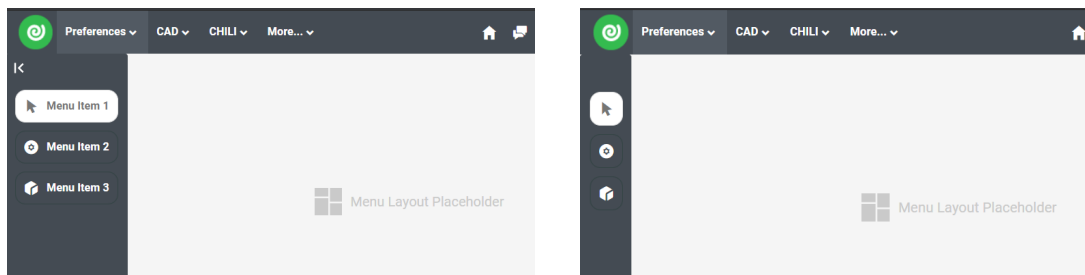 Preferences CAD CHILI More...
Menu Item 1
Menu Item 2
Menu Item 3
Menu Layout Placeholder
Preferences CAD CHILI More...
Menu Layout Placeholder